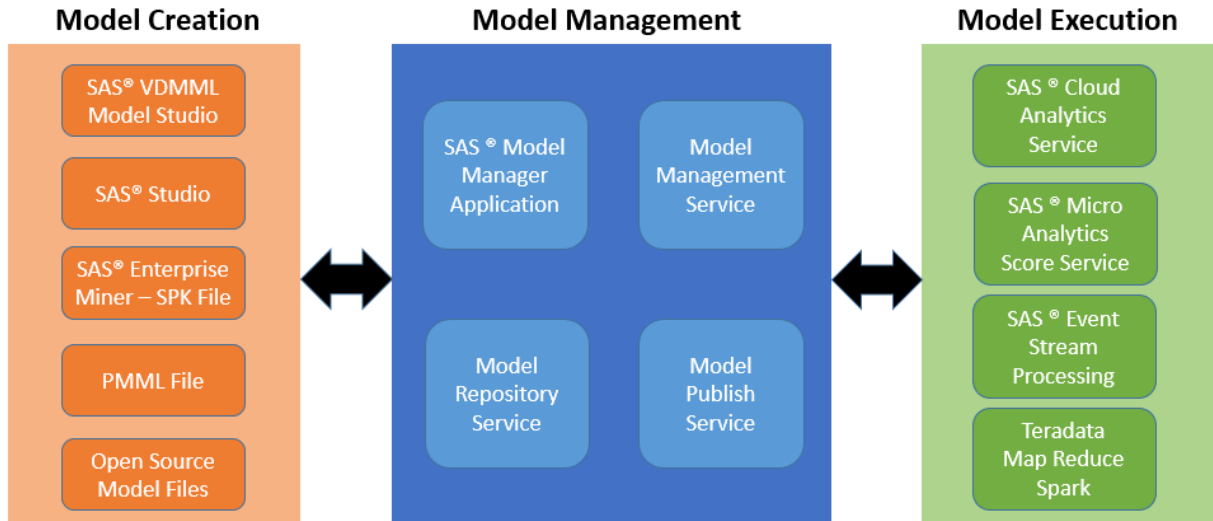 Model Creation
SAS® VDMML
Model Studio
SAS® Studio
SAS® Enterprise
Miner – SPK File
PMML File
Open Source
Model Files
Model Management
SAS ® Model
Manager
Application
Model
Management
Service
Model
Repository
Service
Model
Publish
Service
Model Execution
SAS ® Cloud
Analytics
Service
SAS ® Micro
Analytics
Score Service
SAS ® Event
Stream
Processing
Teradata
Map Reduce
Spark